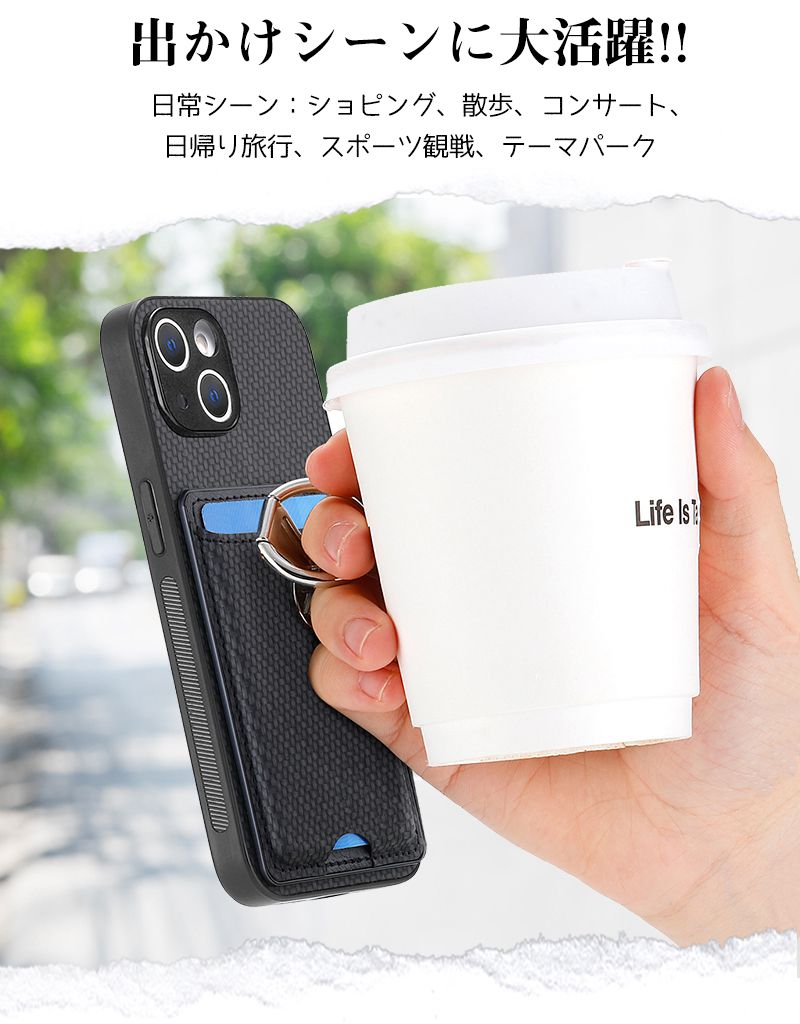 出かけシーンに大活躍!!
日常シーン：ショピング、散歩、コンサート、
日帰り旅行、スポーツ観戦、テーマパーク
Life Is